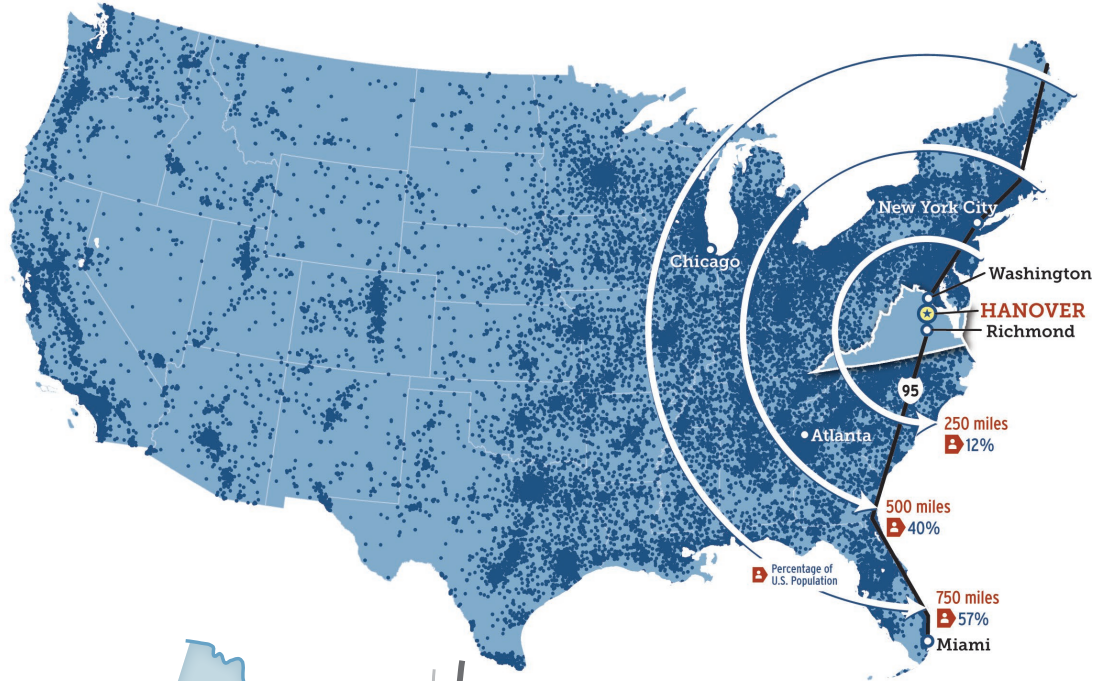 New York City
Chicago
Washington
HANOVER
Richmond
95
250 miles
12%
Atlanta
500 miles
40%
Percentage of
U.S. Population
750 miles
57%
Miami